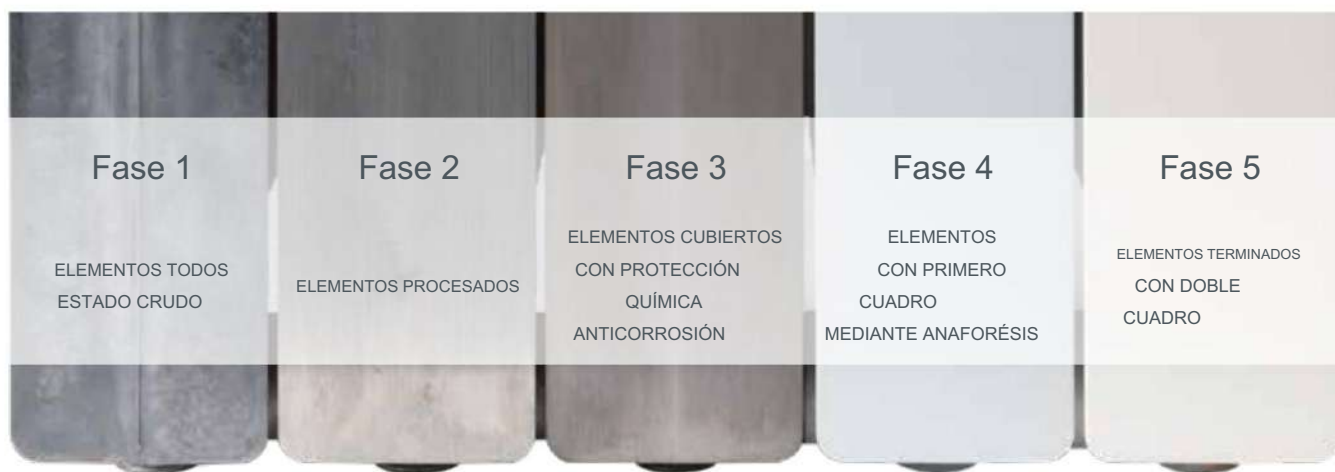 Fase 1
ELEMENTOS TODOS
ESTADO CRUDO
Fase 2
ELEMENTOS PROCESADOS
Fase 3
ELEMENTOS CUBIERTOS
CON PROTECCIÓN
QUÍMICA
ANTICORROSIÓN
Fase 4
ELEMENTOS
CON PRIMERO
CUADRO
MEDIANTE ANAFORÉSIS
Fase 5
ELEMENTOS TERMINADOS
CON DOBLE
CUADRO